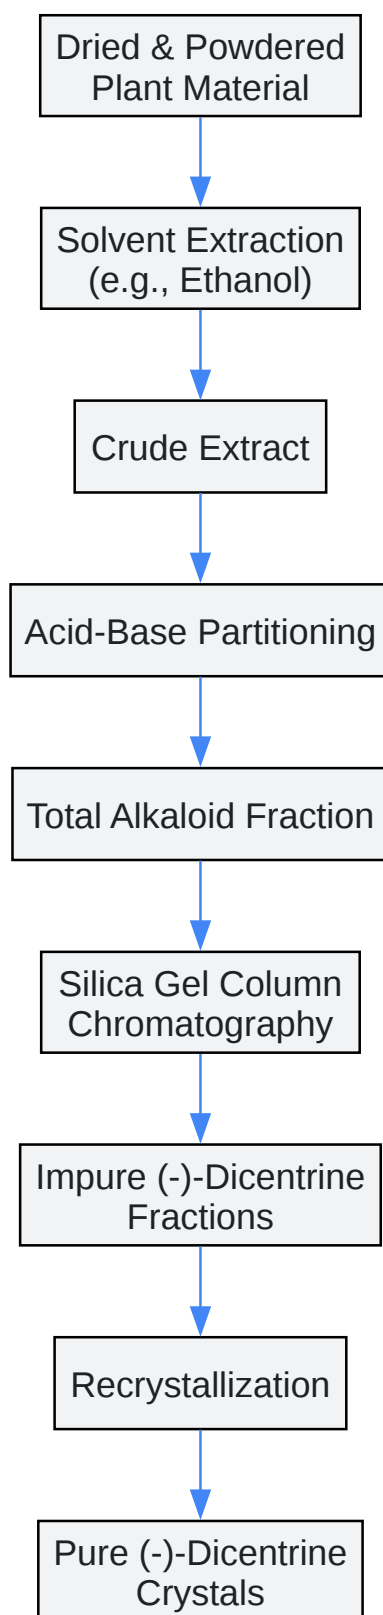 Dried & Powdered
Plant Material
Solvent Extraction
(e.g., Ethanol)
Crude Extract
Acid-Base Partitioning
Total Alkaloid Fraction
Silica Gel Column
Chromatography
Impure (-)-Dicentrine
Fractions
Recrystallization
Pure (-)-Dicentrine
Crystals